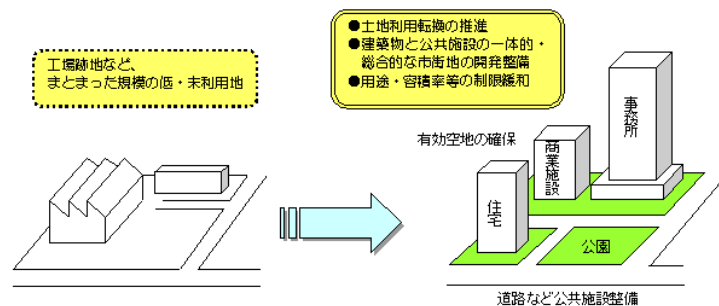 工場跡地など、
まとまった規模の低・未利用地
●土地利用転換の推進
●建築物と公共施設の一体的・
総合的な市街地の開発整備
●用途・容積率等の制限緩和
有効空地の確保
事務所
商業施設
住宅
公園
道路など公共施設整備